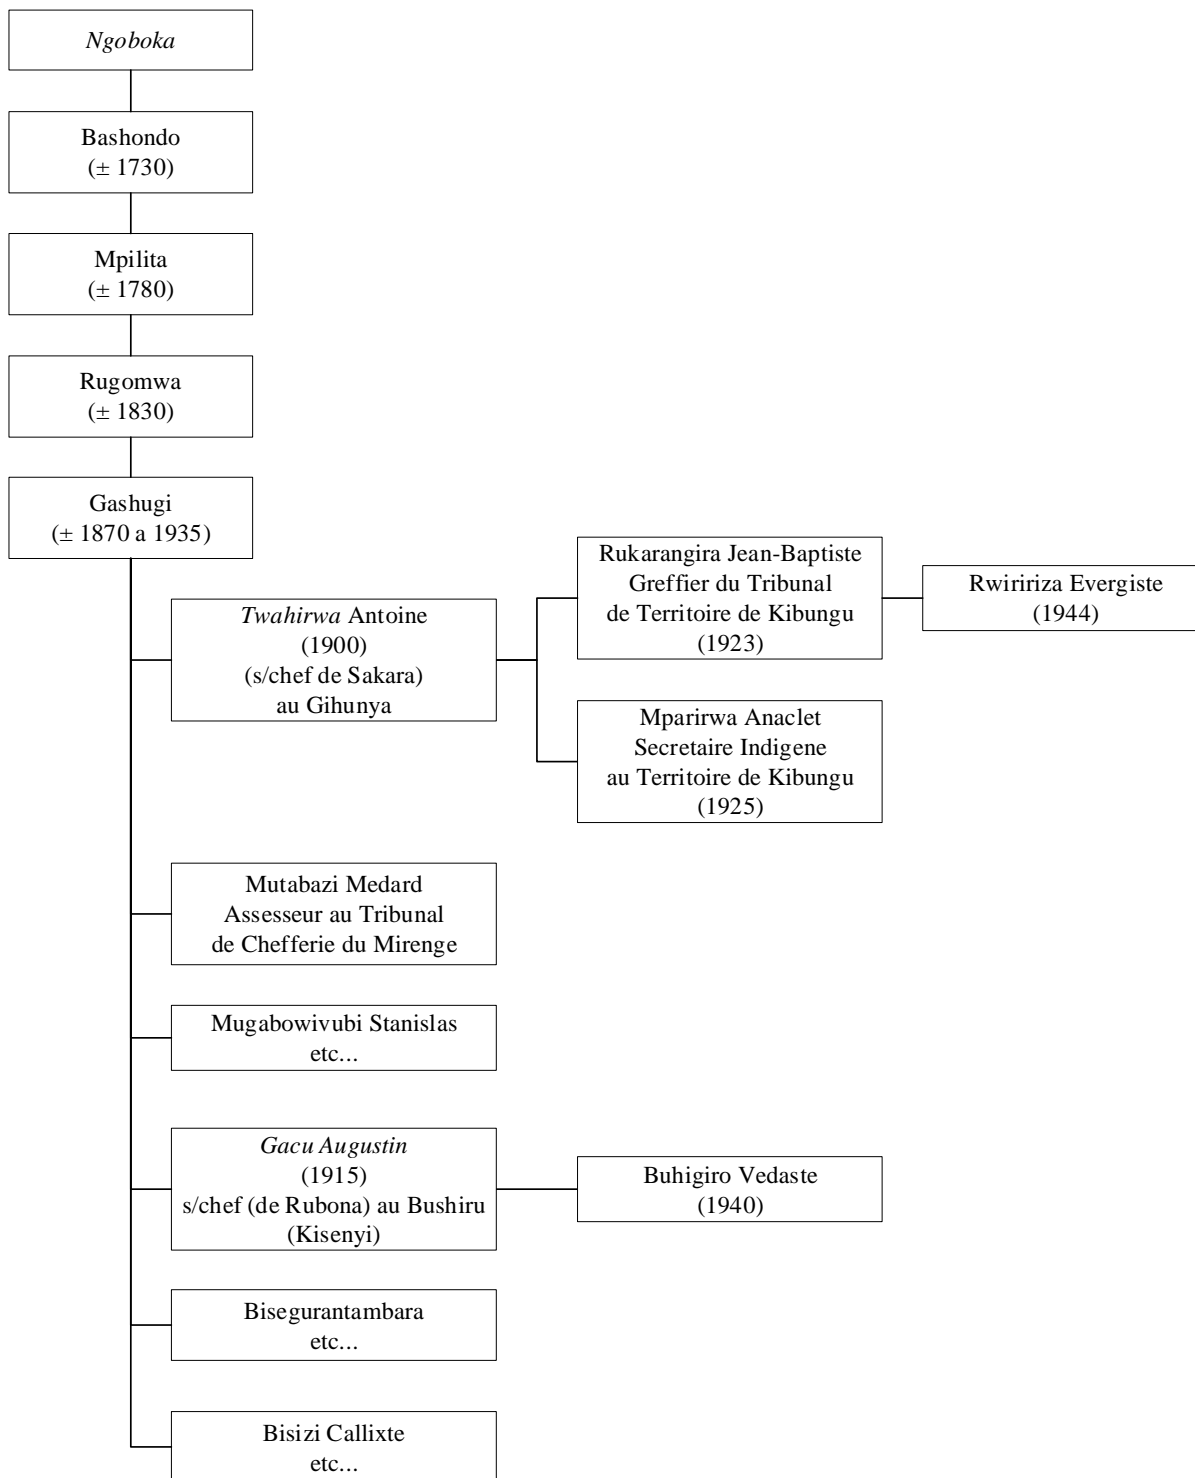 Ngoboka
Bashondo
(± 1730)
Mpilita
(± 1780)
Rugomwa
(± 1830)
Gashugi
(± 1870 a 1935)
Twahirwa Antoine
(1900)
(s/chef de Sakara)
au Gihunya
Rukarangira Jean-Baptiste
Greffier du Tribunal
de Territoire de Kibungu
(1923)
Rwiririza Evergiste
(1944)
Mparirwa Anaclet
Secretaire Indigene
au Territoire de Kibungu
(1925)
Mutabazi Medard
Assesseur au Tribunal
de Chefferie du Mirenge
Mugabowivubi Stanislas
etc...
Gacu Augustin
(1915)
s/chef (de Rubona) au Bushiru
(Kisenyi)
Buhigiro Vedaste
(1940)
Bisegurantambara
etc...
Bisizi Callixte
etc...